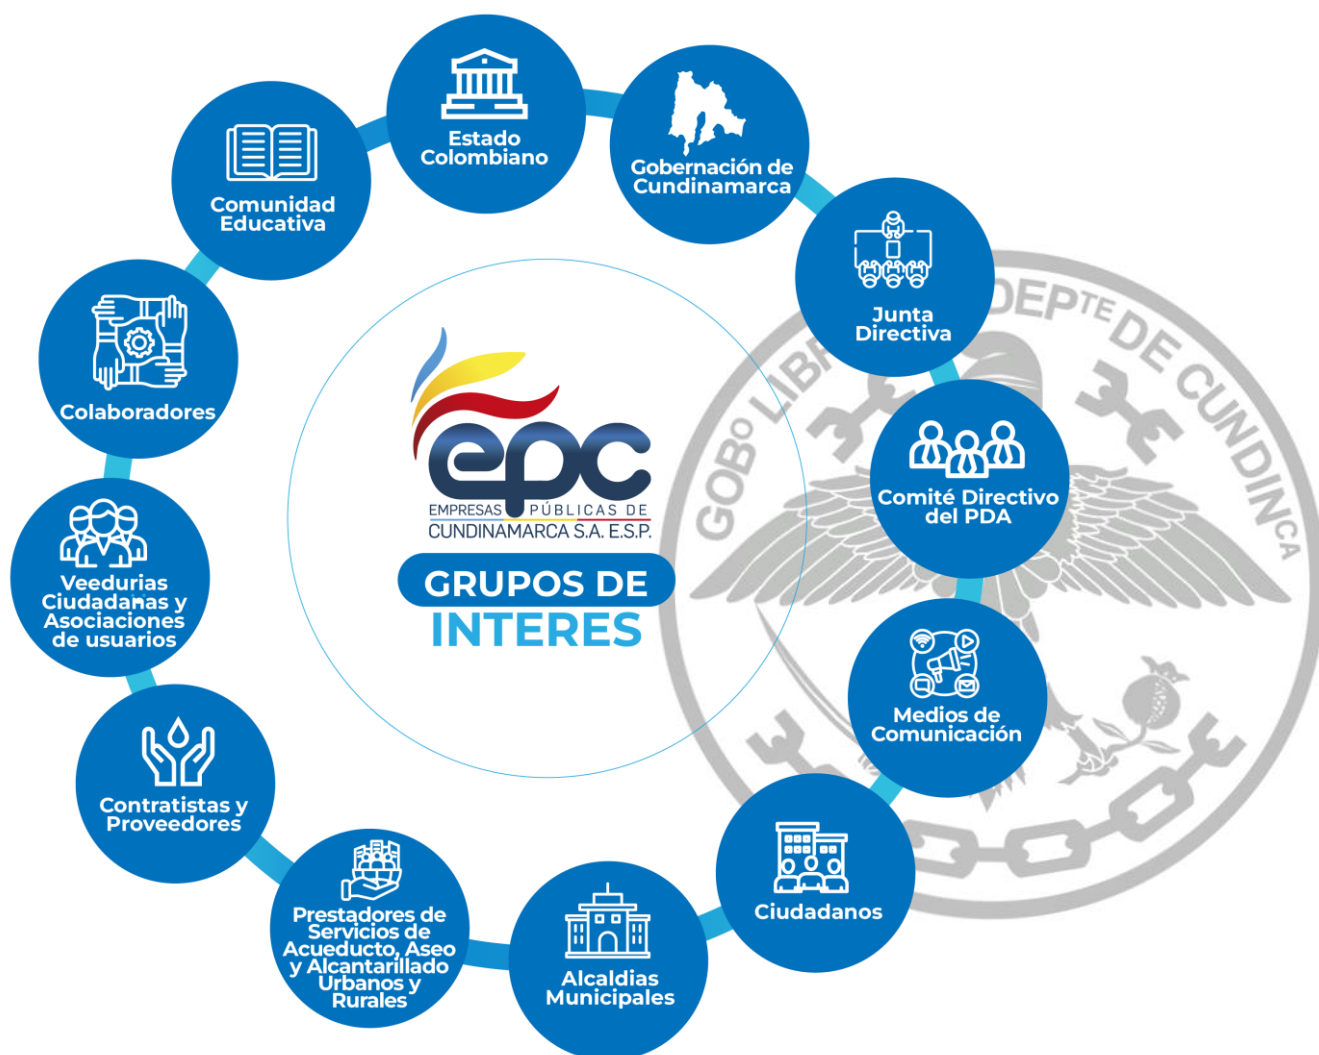 Estado
Colombiano
Gobernación de
Cundinamarca
Junta
Directiva
Comité Directivo
del PDA
Medios de
Comunicación
Ciudadanos
Alcaldias
Municipales
Prestadores de
Servicios de
Acueducto, Aseo
y Alcantarillado
Urbanos y
Rurales
Contratistas y
Proveedores
Veedurias
Ciudadanas y
Asociaciones
de usuarios
Colaboradores
Comunidad
Educativa
epc
EMPRESAS PÚBLICAS DE
CUNDINAMARCA S.A. E.S.P.
GRUPOS DE
INTERES
GOBº LIBR DEPTE DE CUNDINCA